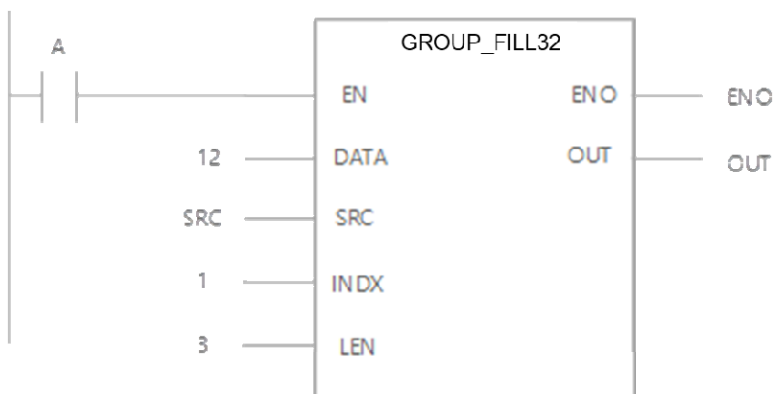 A
GROUP_FILL32
EN
ENO
ENO
12
DATA
OUT
OUT
SRC
SRC
1
INDX
3
LEN